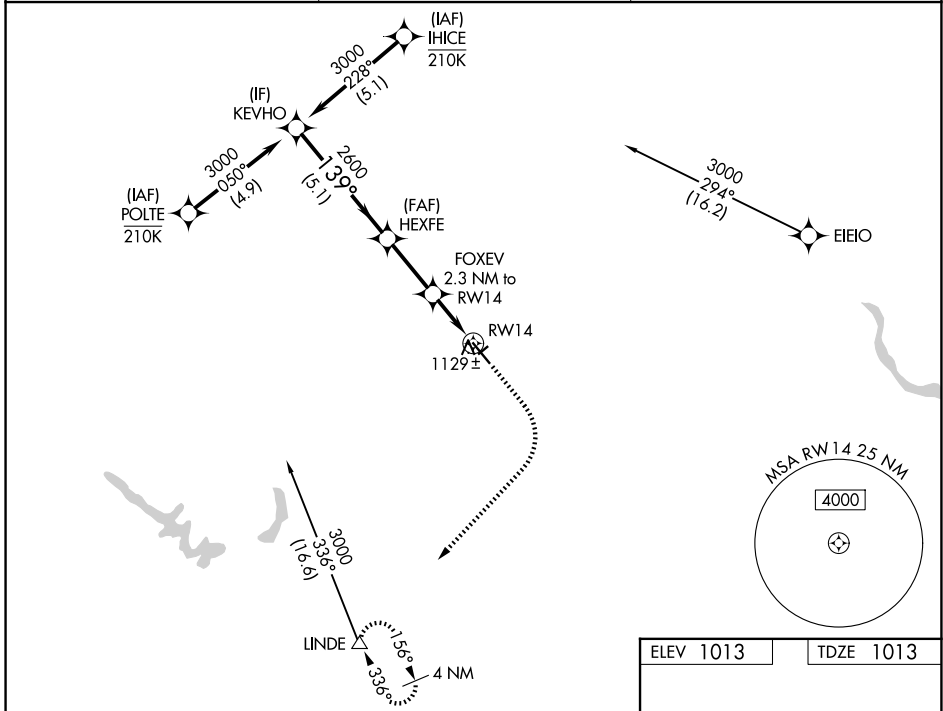 (IAF)
IHICE
210K
3000
228°
(5.1)
(IF)
KEVHO
3000
050°
(4.9)
(IAF)
POLTE
210K
2600
139°
(5.1)
(FAF)
HEXFE
FOXEV
2.3 NM to
RW14
RW14
1129±
3000
294°
(16.2)
EIEIO
3000
336°
(16.6)
LINDE
156°
336°
4 NM
MSA RW14 25 NM
4000
ELEV 1013
TDZE 1013